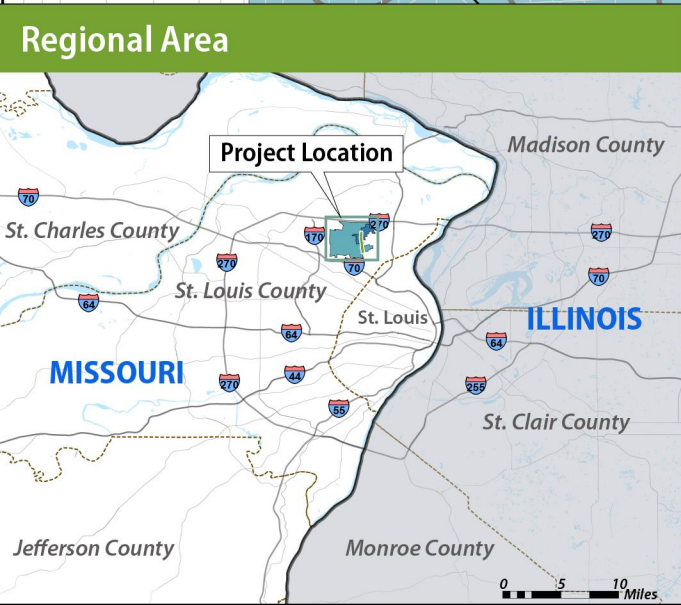 Regional Area
Madison County
Project Location
70
St. Charles County
170
270
270
270
70
70
St. Louis County
64
St. Louis
ILLINOIS
64
64
MISSOURI
44
270
255
55
St. Clair County
Jefferson County
Monroe County
0 5 10
Miles